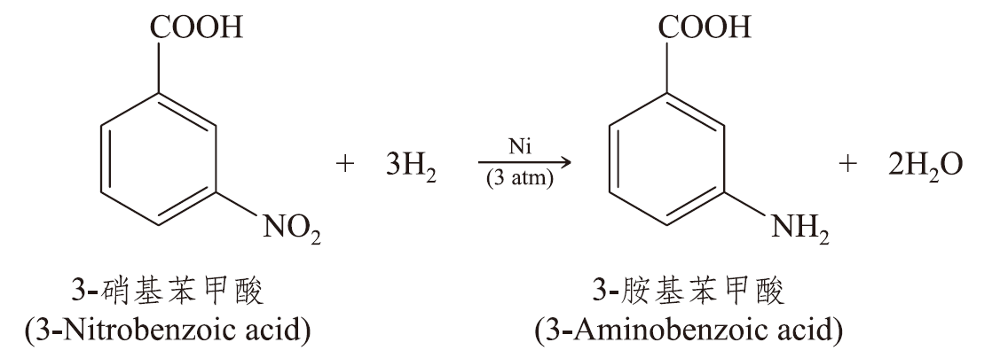 COOH
NO₂
+
3H₂
Ni
(3 atm)
COOH
NH₂
+
2H₂O
3-硝基苯甲酸
(3-Nitrobenzoic acid)
3-胺基苯甲酸
(3-Aminobenzoic acid)